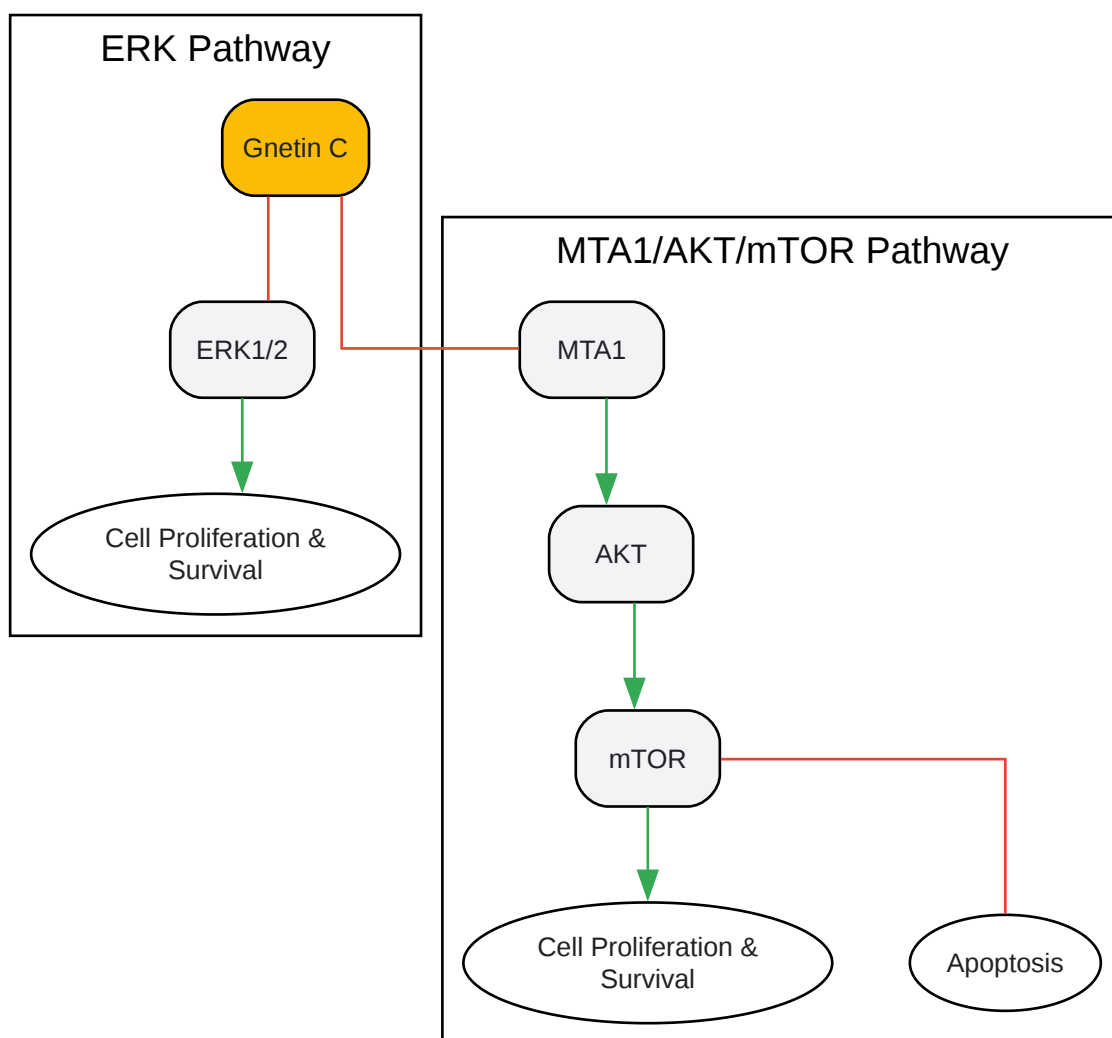 ERK Pathway
Gnetin C
ERK1/2
Cell Proliferation &
Survival
MTA1/AKT/mTOR Pathway
MTA1
AKT
mTOR
Cell Proliferation &
Survival
Apoptosis